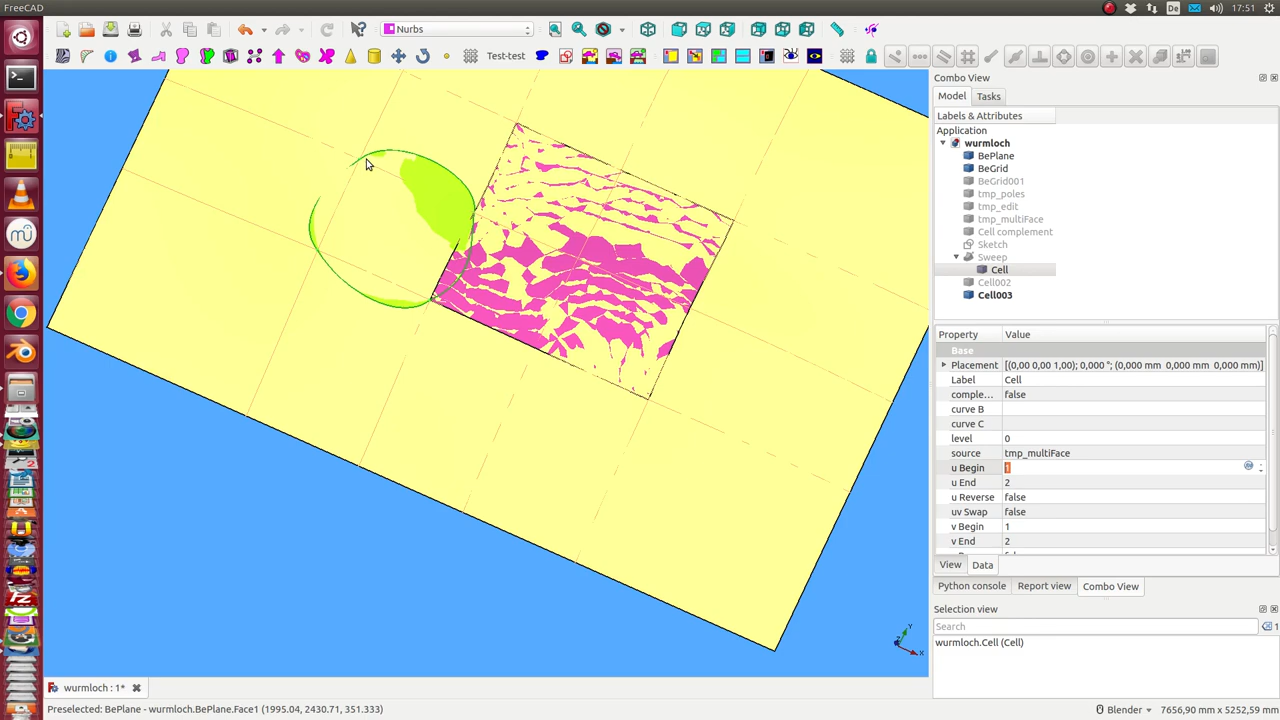 FreeCAD
De
17:51
Nurbs
Test-test
Combo View
Model
Tasks
Labels & Attributes
Application
wurmloch
BePlane
BeGrid
BeGrid001
tmp_poles
tmp_edit
tmp_multiFace
Cell complement
Sketch
Sweep
Cell
Cell002
Cell003
Property Value
Base
Placement [(0,00 0,00 1,00); 0,000 °; (0,000 mm 0,000 mm 0,000 mm)]
Label Cell
comple... false
curve B
curve C
level 0
source tmp_multiFace
u Begin 1
u End 2
u Reverse false
uv Swap false
v Begin 1
v End 2
View
Data
Python console
Report view
Combo View
Selection view
Search
1
wurmloch.Cell (Cell)
Y
X
wurmloch : 1*
Preselected: BePlane - wurmloch.BePlane.Face1 (1995.04, 2430.71, 351.333)
Blender
7656,90 mm x 5252,59 mm